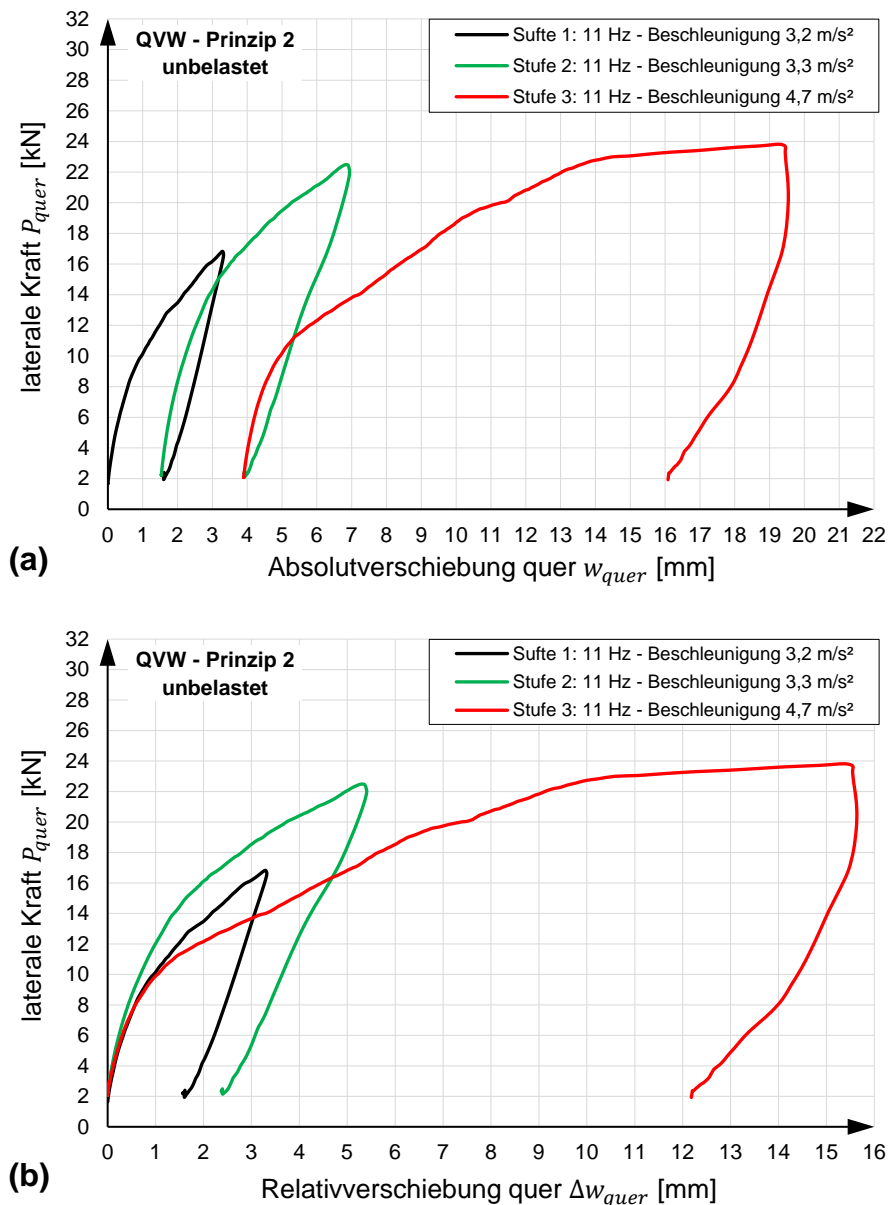 QVW - Prinzip 2
unbelastet
Sufte 1: 11 Hz - Beschleunigung 3,2 m/s²
Stufe 2: 11 Hz - Beschleunigung 3,3 m/s²
Stufe 3: 11 Hz - Beschleunigung 4,7 m/s²
laterale Kraft P_quer [kN]
32
30
28
26
24
22
20
18
16
14
12
10
8
6
4
2
0
0 1 2 3 4 5 6 7 8 9 10 11 12 13 14 15 16 17 18 19 20 21 22
Absolutverschiebung quer w_quer [mm]
(a)
QVW - Prinzip 2
unbelastet
Sufte 1: 11 Hz - Beschleunigung 3,2 m/s²
Stufe 2: 11 Hz - Beschleunigung 3,3 m/s²
Stufe 3: 11 Hz - Beschleunigung 4,7 m/s²
laterale Kraft P_quer [kN]
32
30
28
26
24
22
20
18
16
14
12
10
8
6
4
2
0
0 1 2 3 4 5 6 7 8 9 10 11 12 13 14 15 16
Relativverschiebung quer Δw_quer [mm]
(b)